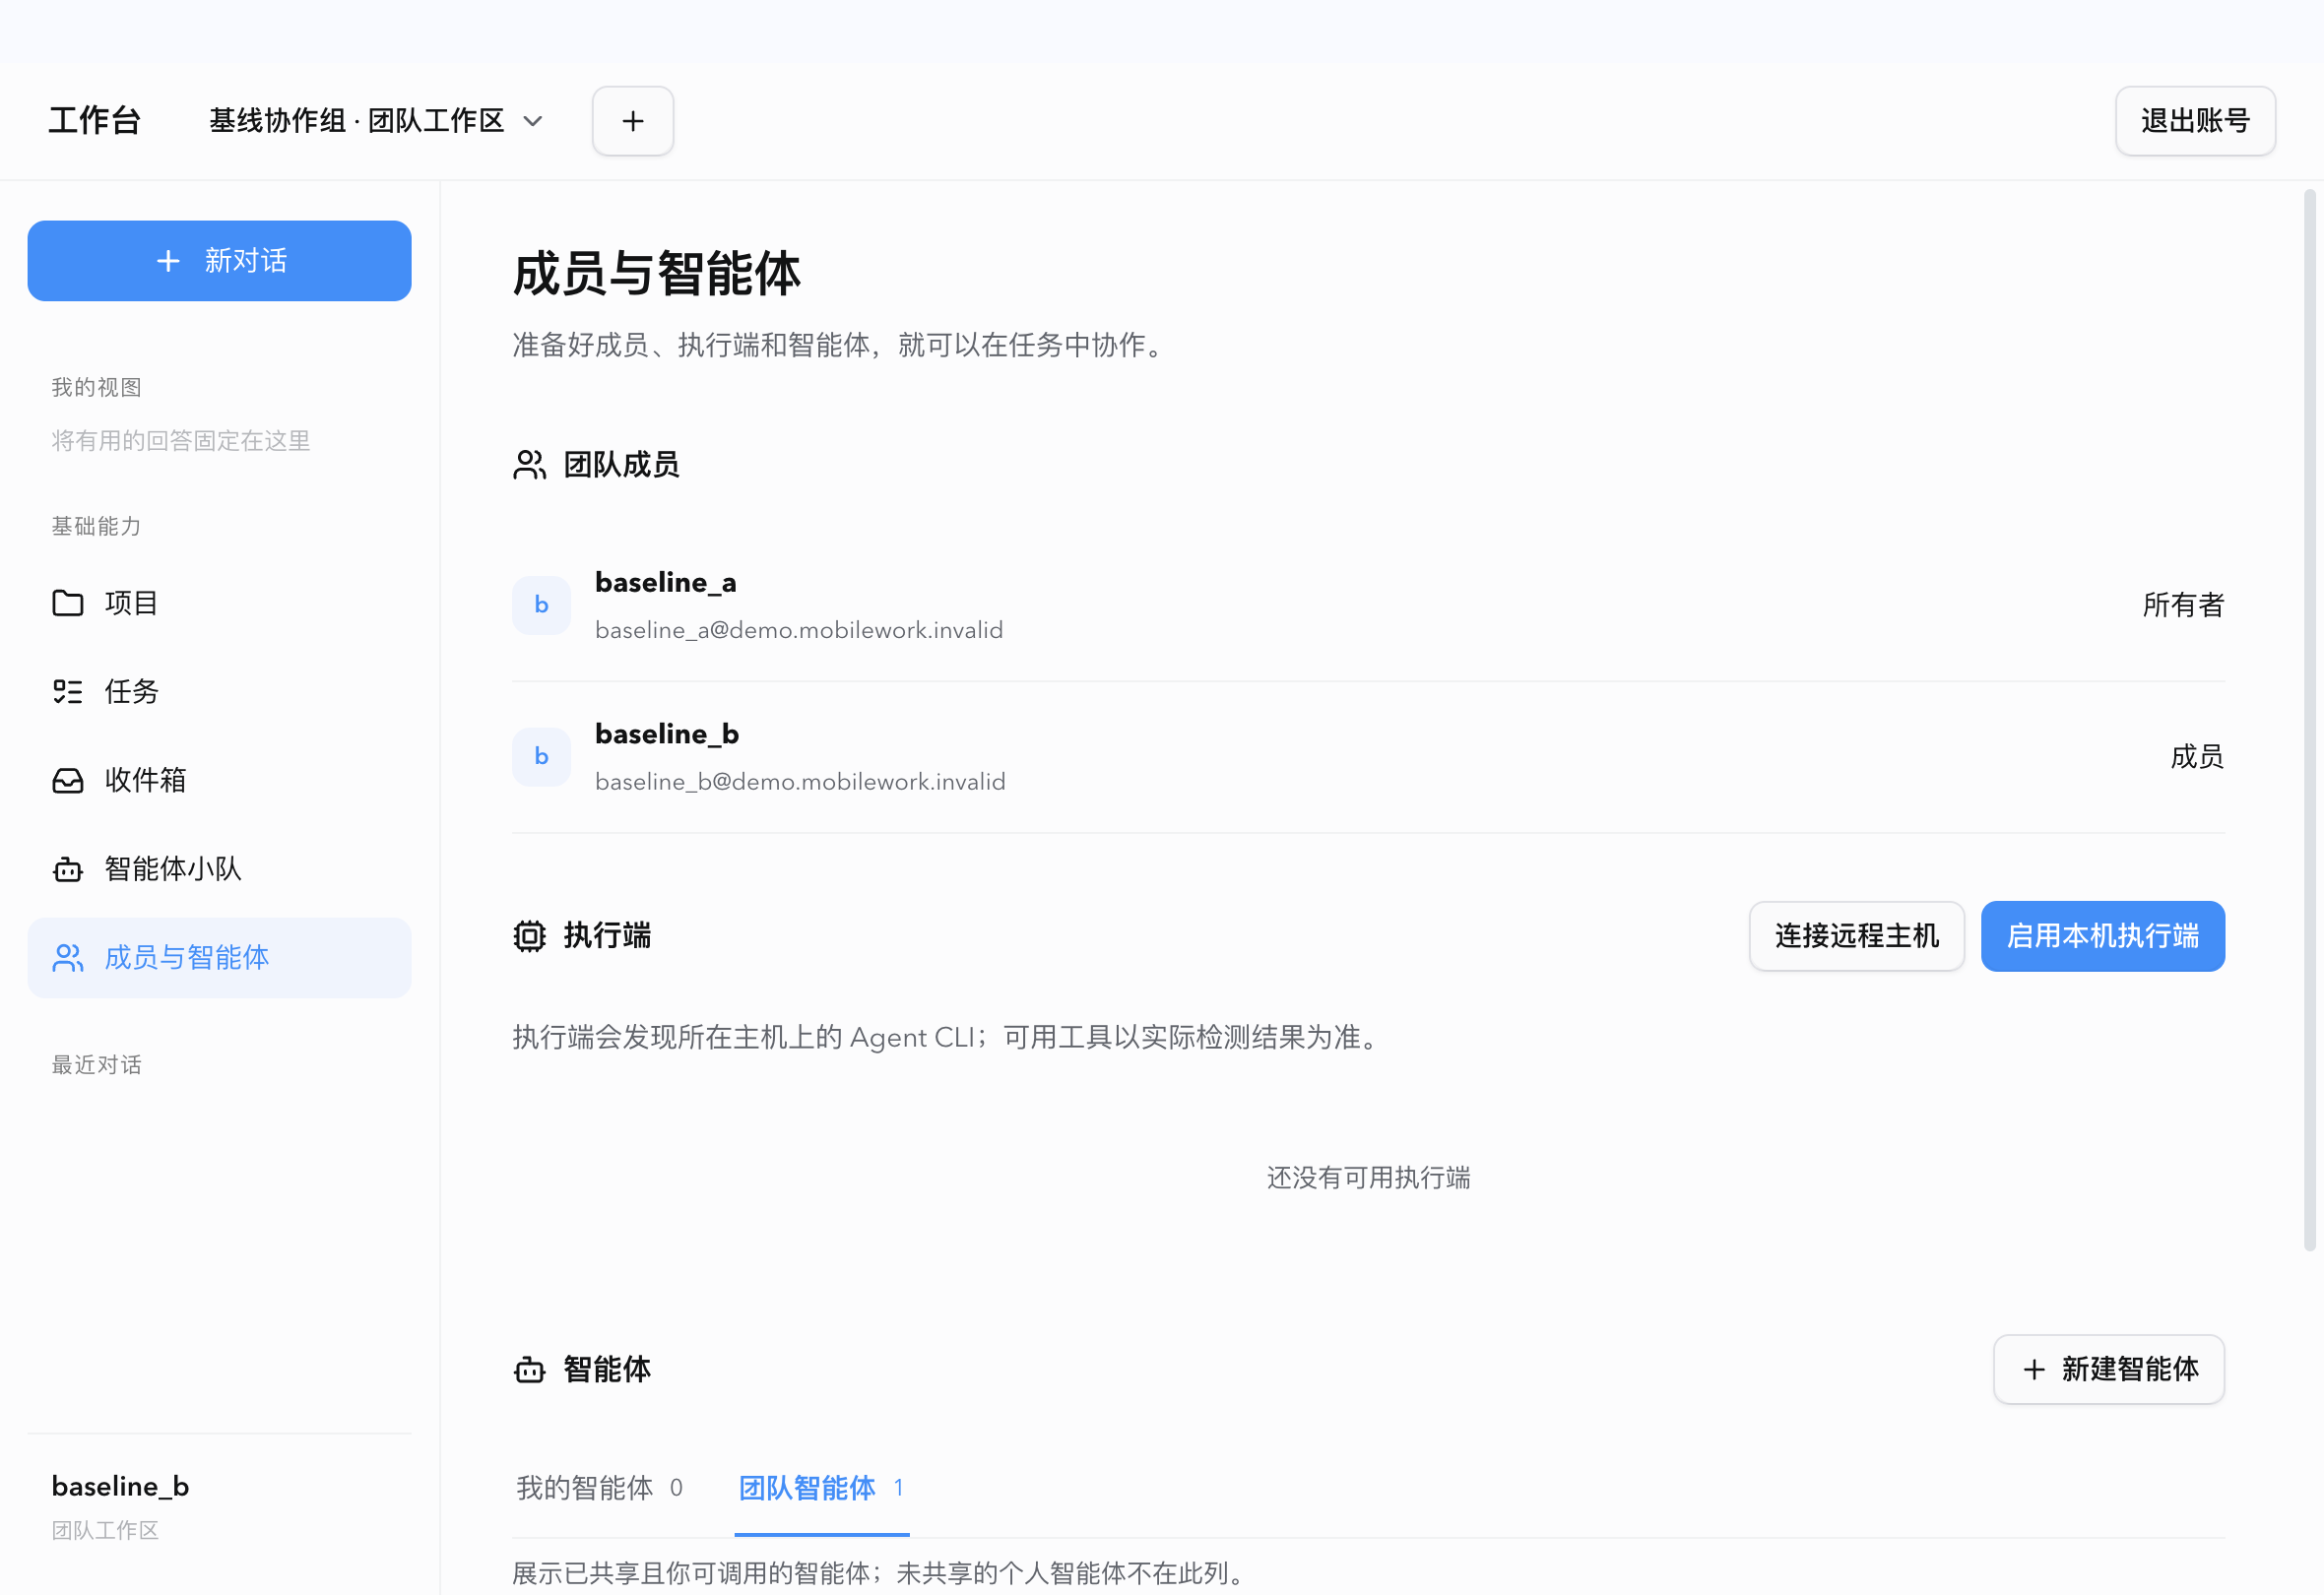 工作台
基线协作组 · 团队工作区
退出账号
新对话
我的视图
将有用的回答固定在这里
基础能力
项目
任务
收件箱
智能体小队
成员与智能体
最近对话
baseline_b
团队工作区
成员与智能体
准备好成员、执行端和智能体，就可以在任务中协作。
团队成员
b
baseline_a
baseline_a@demo.mobilework.invalid
所有者
b
baseline_b
baseline_b@demo.mobilework.invalid
成员
执行端
连接远程主机
启用本机执行端
执行端会发现所在主机上的 Agent CLI；可用工具以实际检测结果为准。
还没有可用执行端
智能体
新建智能体
我的智能体 0
团队智能体 1
展示已共享且你可调用的智能体；未共享的个人智能体不在此列。